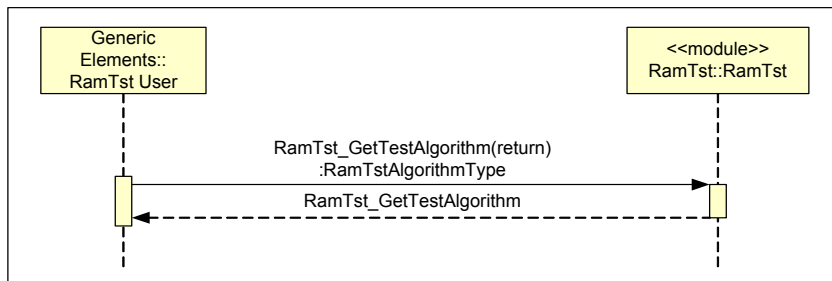 Generic
Elements::
RamTst User
<<module>>
RamTst::RamTst
RamTst_GetTestAlgorithm(return)
:RamTstAlgorithmType
RamTst_GetTestAlgorithm